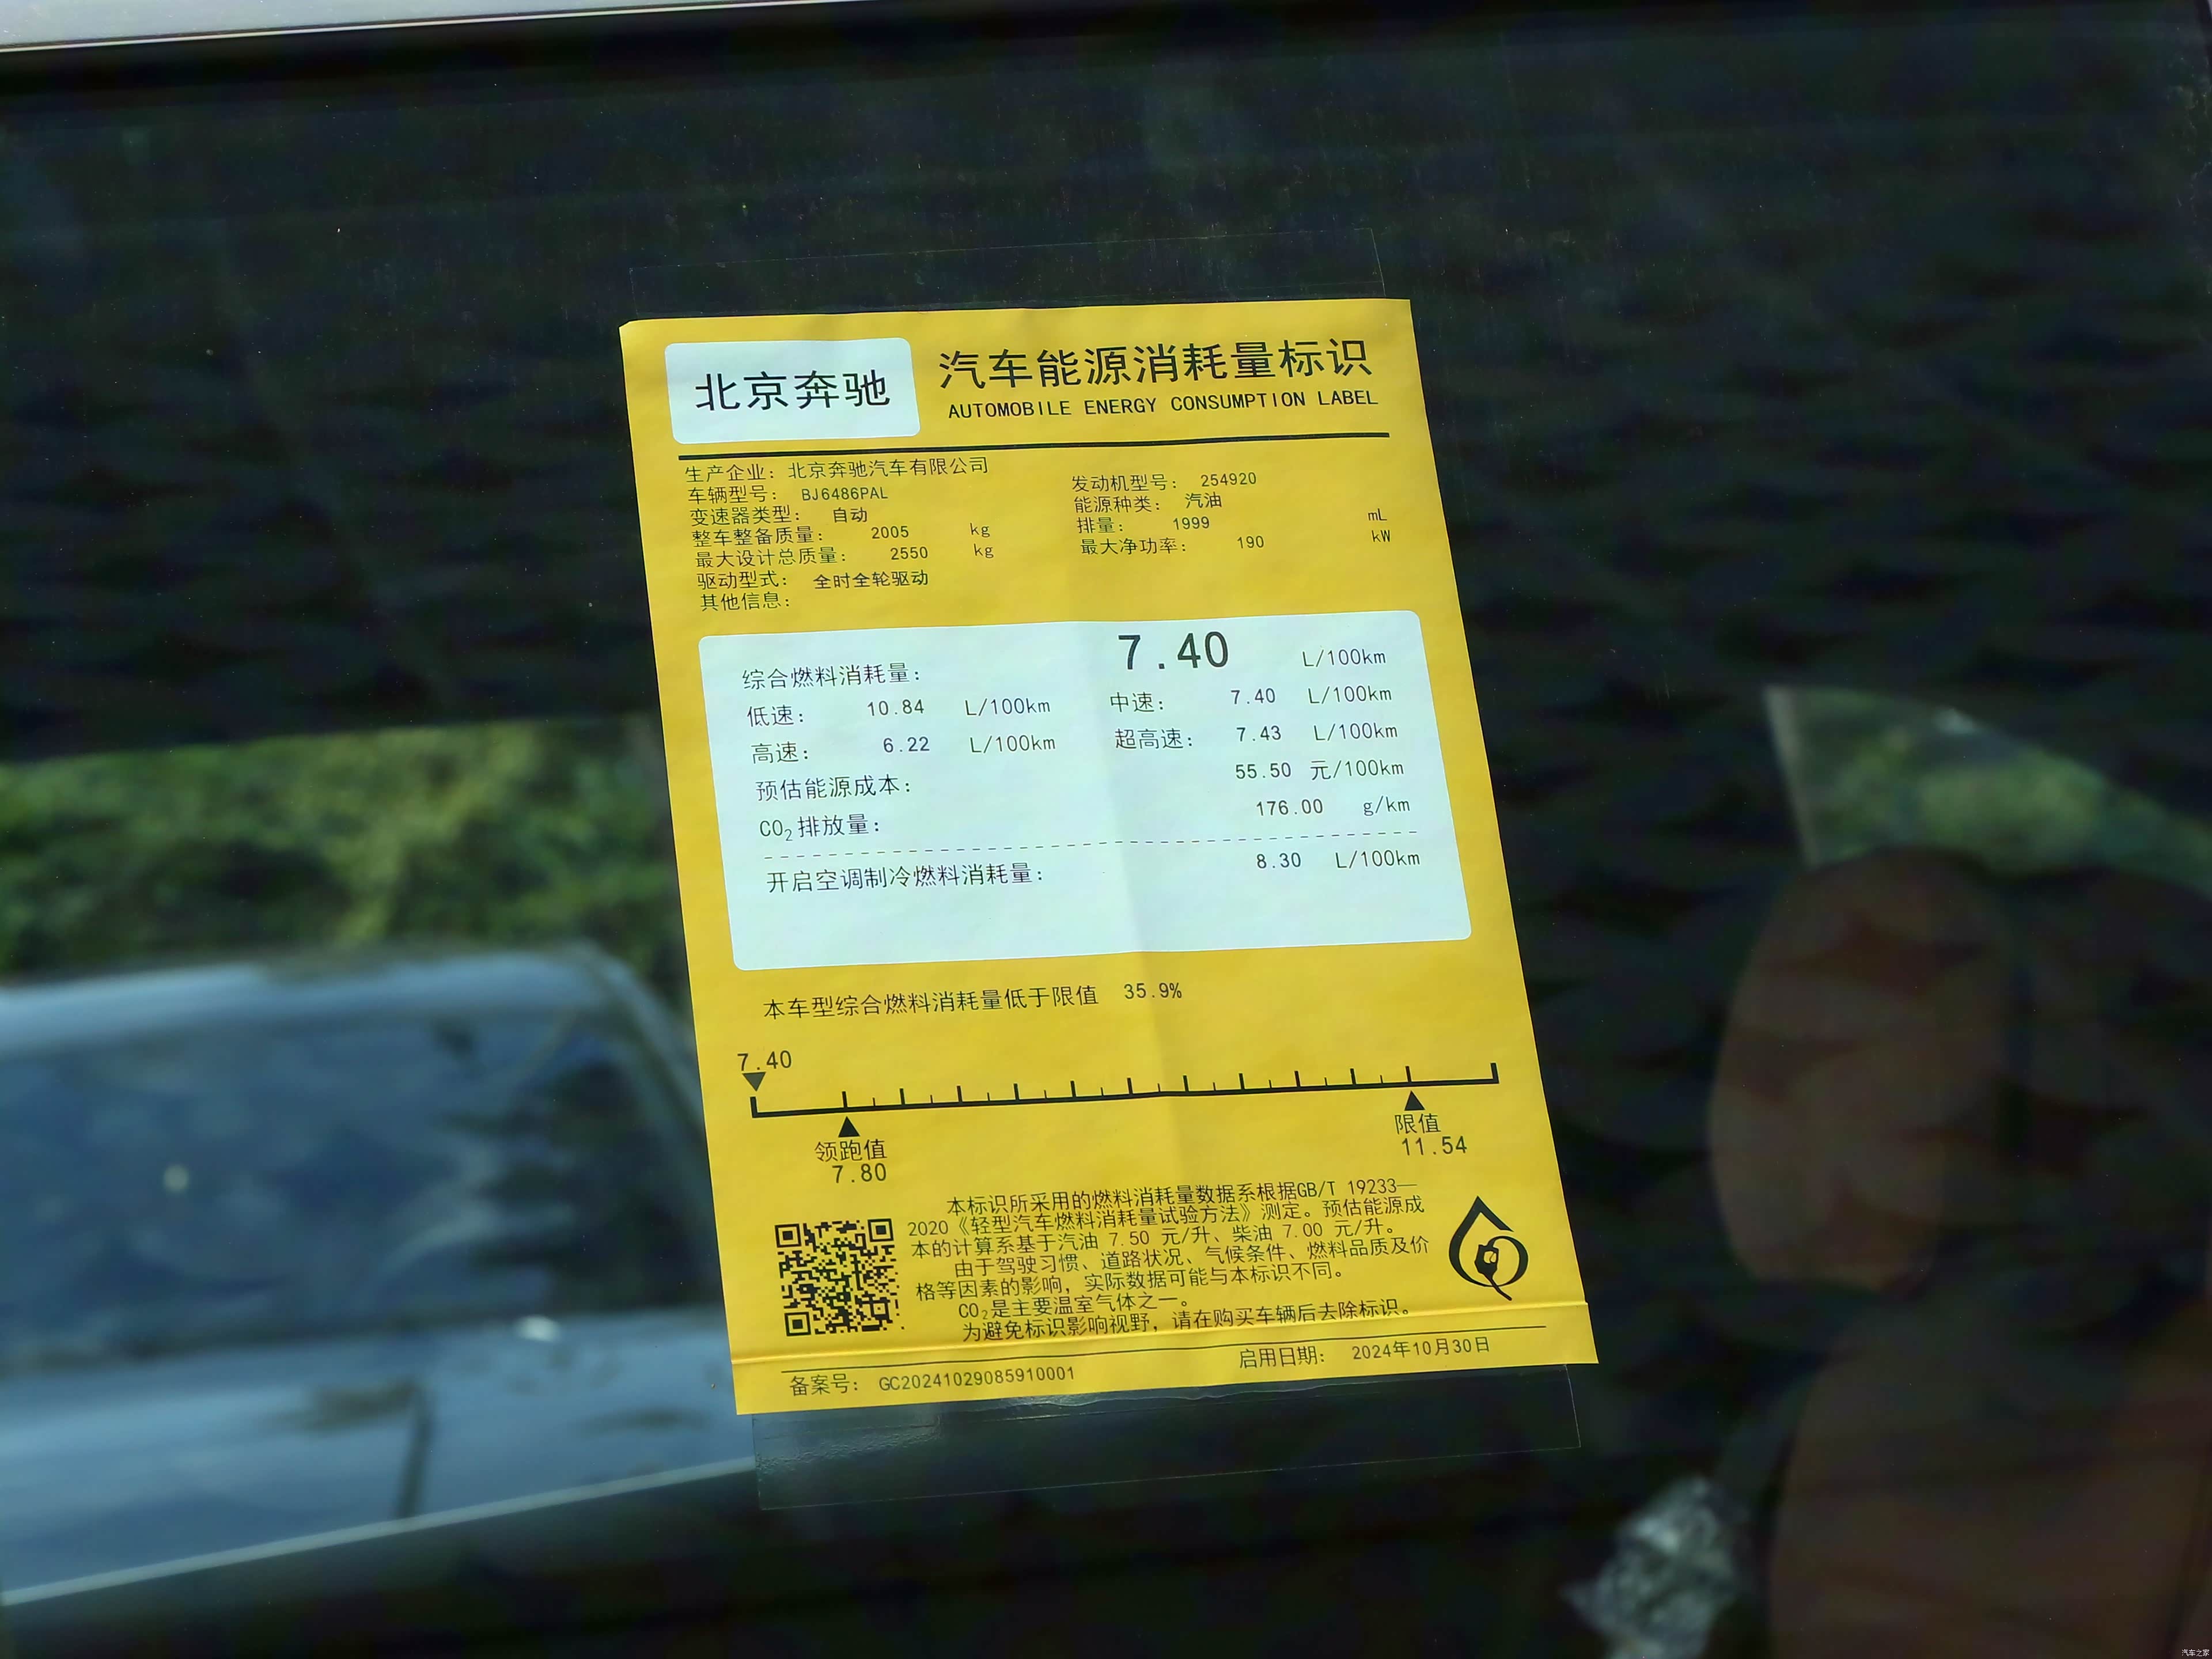 北京奔驰
汽车能源消耗量标识
AUTOMOBILE ENERGY CONSUMPTION LABEL
生产企业: 北京奔驰汽车有限公司
车辆型号: BJ6486PAL
变速器类型: 自动
整车整备质量: 2005 kg
最大设计总质量: 2550 kg
驱动型式: 全时全轮驱动
其他信息:
发动机型号: 254920
能源种类: 汽油
排量: 1999 mL
最大净功率: 190 kW
综合燃料消耗量: 7.40 L/100km
低速: 10.84 L/100km 中速: 7.40 L/100km
高速: 6.22 L/100km 超高速: 7.43 L/100km
预估能源成本: 55.50 元/100km
CO₂排放量: 176.00 g/km
开启空调制冷燃料消耗量: 8.30 L/100km
本车型综合燃料消耗量低于限值 35.9%
7.40
领跑值
7.80
限值
11.54
本标识所采用的燃料消耗量数据系根据GB/T 19233—
2020《轻型汽车燃料消耗量试验方法》测定。预估能源成
本的计算系基于汽油 7.50 元/升、柴油 7.00 元/升。
由于驾驶习惯、道路状况、气候条件、燃料品质及价
格等因素的影响，实际数据可能与本标识不同。
CO₂是主要温室气体之一。
为避免标识影响视野，请在购买车辆后去除标识。
备案号: GC20241029085910001 启用日期: 2024年10月30日
汽车之家